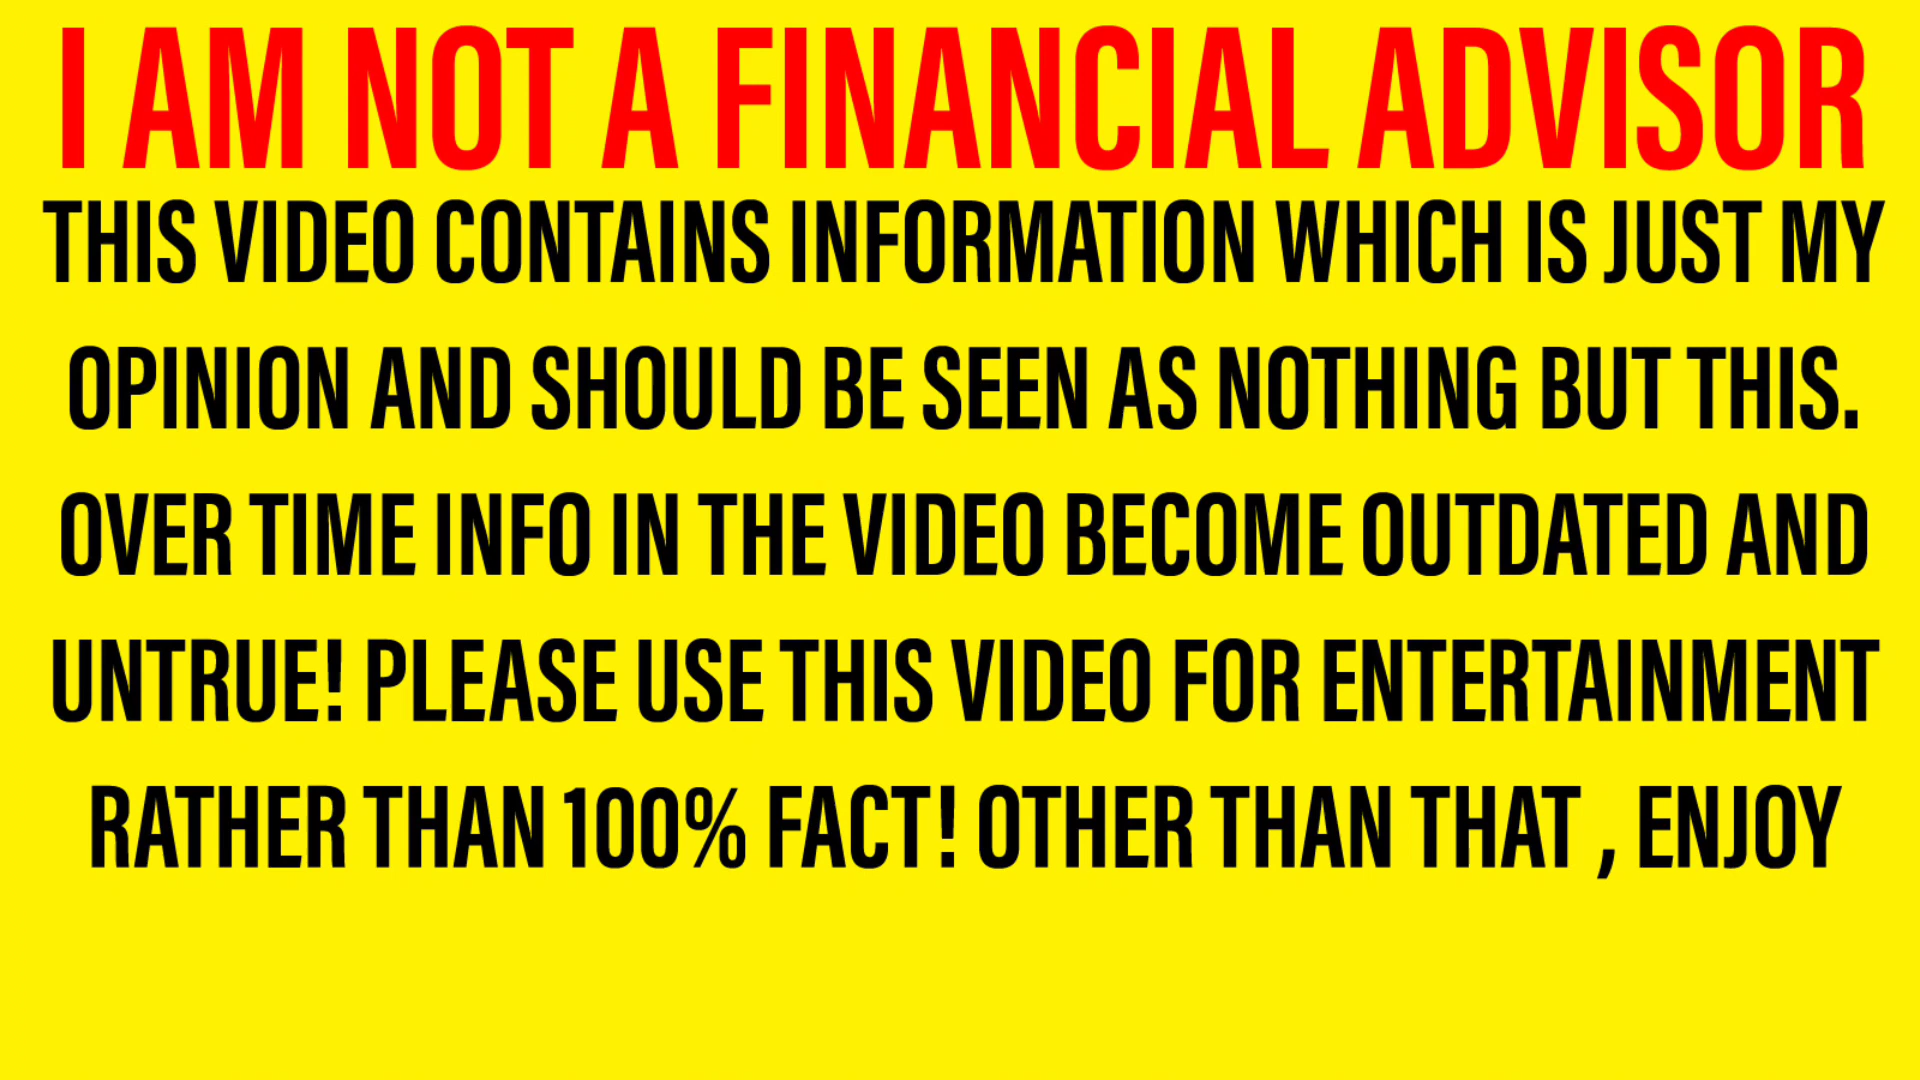 I AM NOT A FINANCIAL ADVISOR
THIS VIDEO CONTAINS INFORMATION WHICH IS JUST MY
OPINION AND SHOULD BE SEEN AS NOTHING BUT THIS.
OVER TIME INFO IN THE VIDEO BECOME OUTDATED AND
UNTRUE! PLEASE USE THIS VIDEO FOR ENTERTAINMENT
RATHER THAN 100% FACT! OTHER THAN THAT , ENJOY